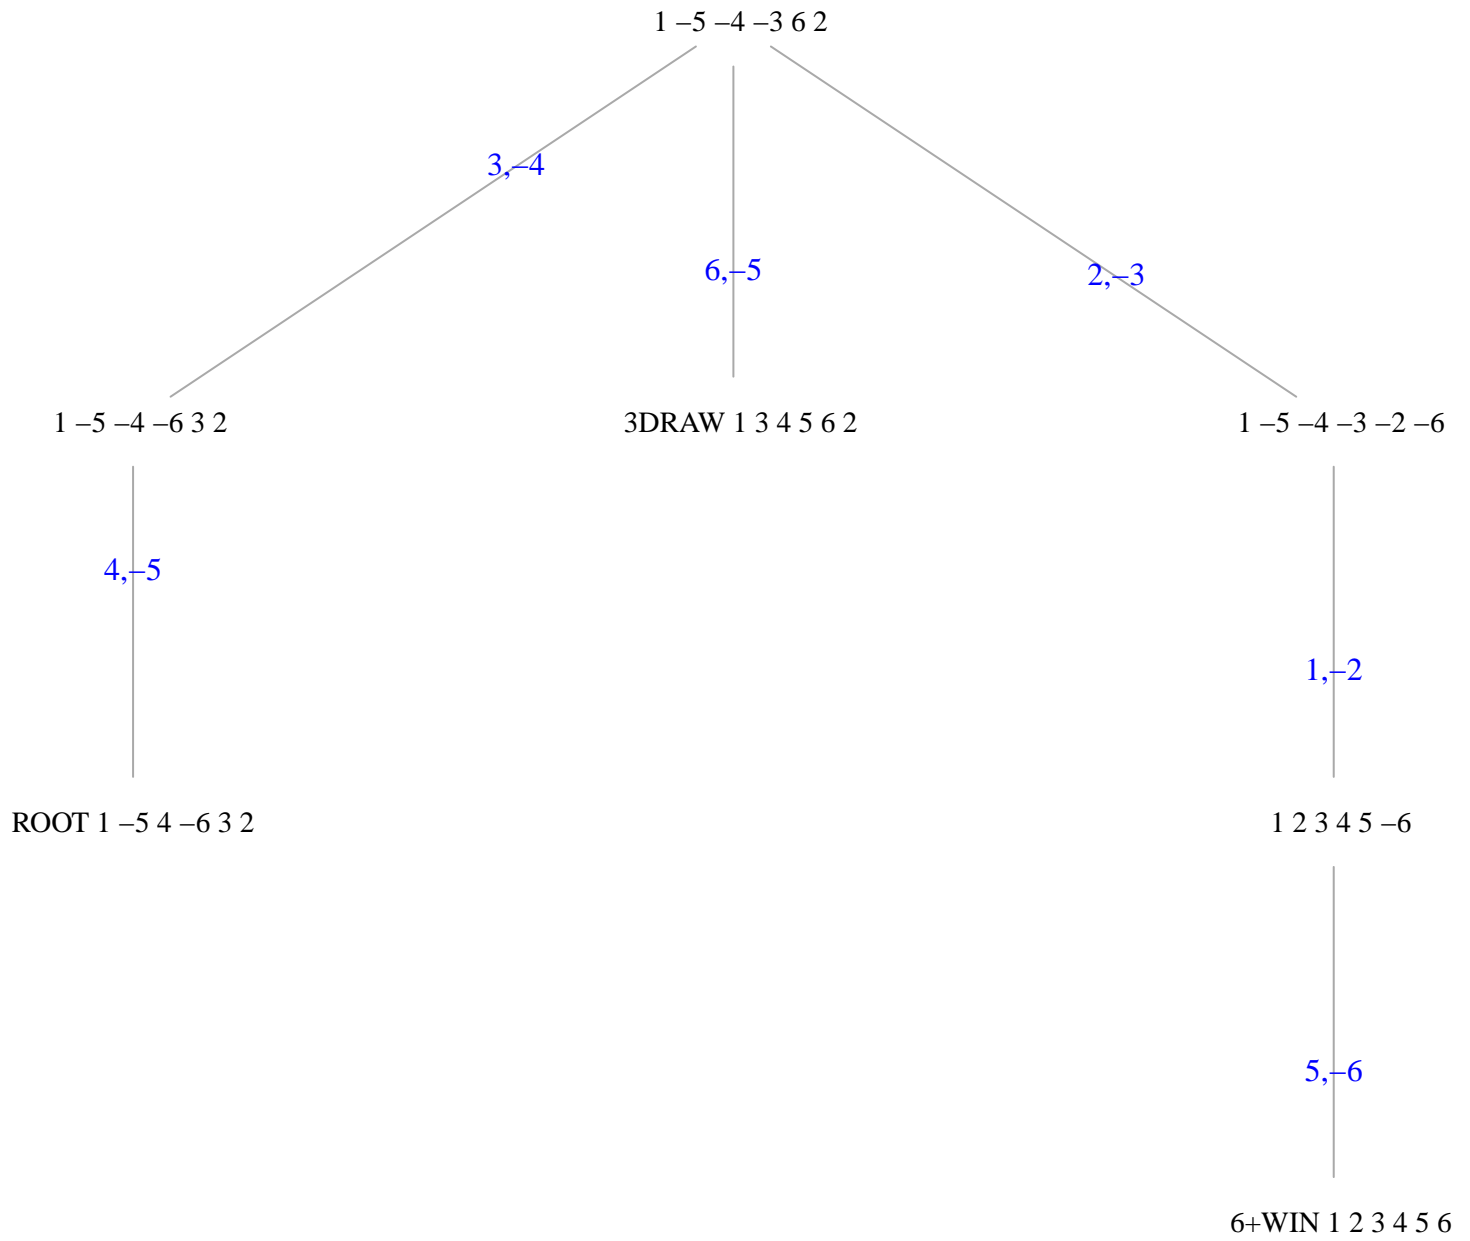 1 –5 –4 –3 6 2
3,–4
6,–5
2,–3
1 –5 –4 –6 3 2
3DRAW 1 3 4 5 6 2
1 –5 –4 –3 –2 –6
4,–5
1,–2
ROOT 1 –5 4 –6 3 2
1 2 3 4 5 –6
5,–6
6+WIN 1 2 3 4 5 6